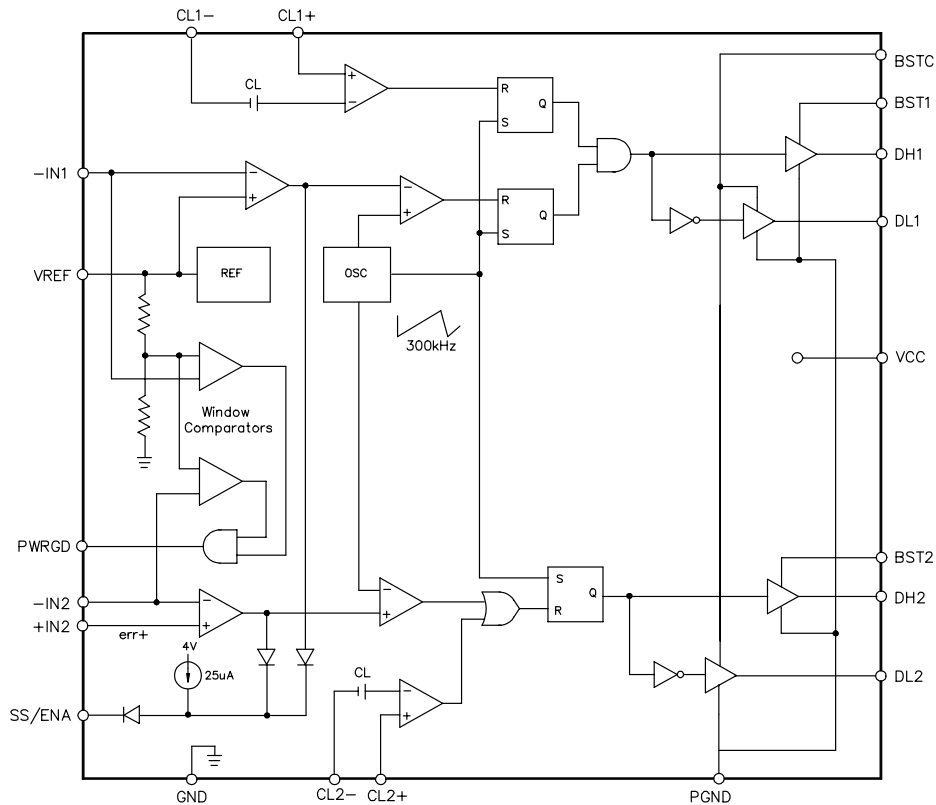 CL1- CL1+
BSTC
CL
+
-
R
Q
S
BST1
DH1
-IN1
-
+
-
+
R
Q
S
DL1
VREF
REF
OSC
300kHz
VCC
Window
Comparators
PWRGD
BST2
S
Q
R
DH2
-IN2
+IN2
-
+
err+
-
+
4V
25uA
CL
-
+
DL2
SS/ENA
GND
CL2- CL2+
PGND